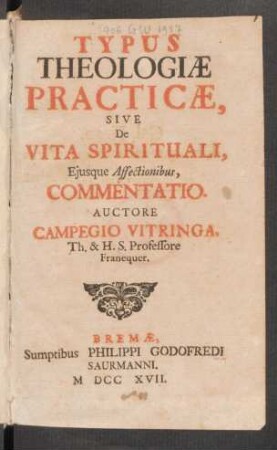 TYPUS
THEOLOGIÆ
PRACTICÆ,
SIVE
De
VITA SPIRITUALI,
Ejusque Affectionibus,
COMMENTATIO.
AUCTORE
CAMPEGIO VITRINGA.
Th. & H. S. Professore
Franequer.
BREMÆ,
Sumptibus PHILIPPI GODOFREDI
SAURMANNI.
M DCC XVII.